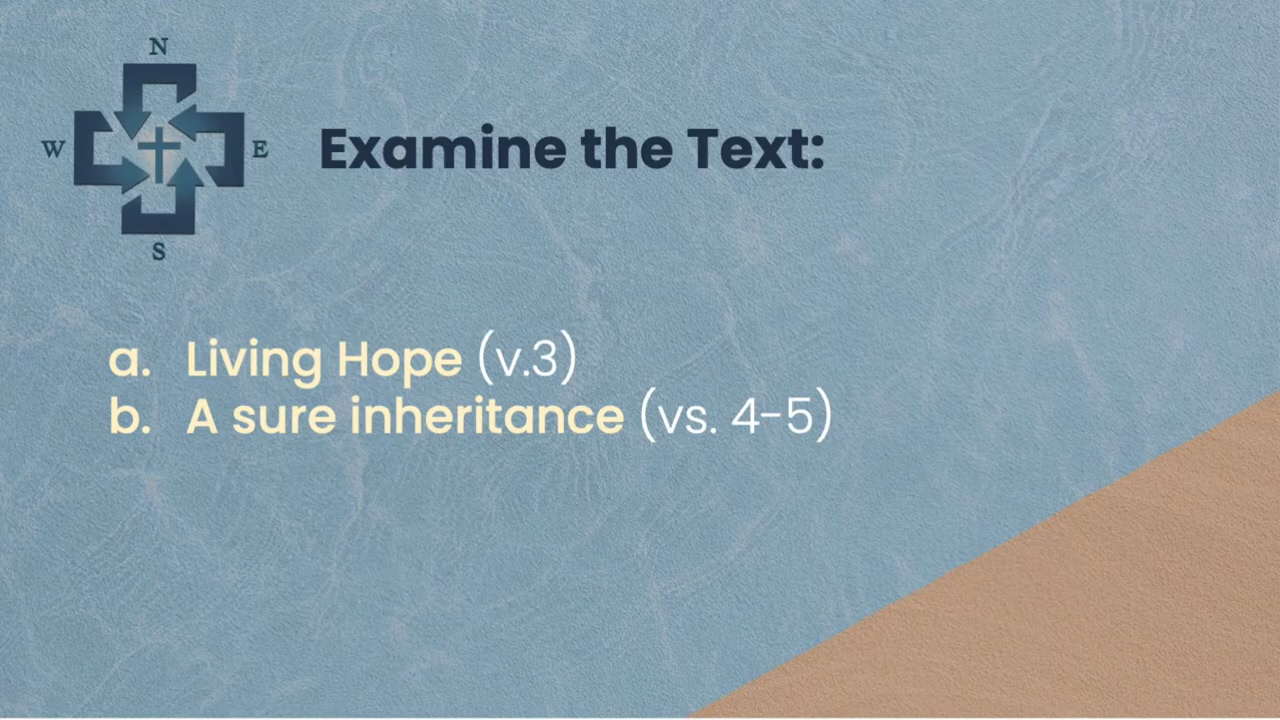 N
W E
S
Examine the Text:
a. Living Hope (v.3)
b. A sure inheritance (vs. 4-5)